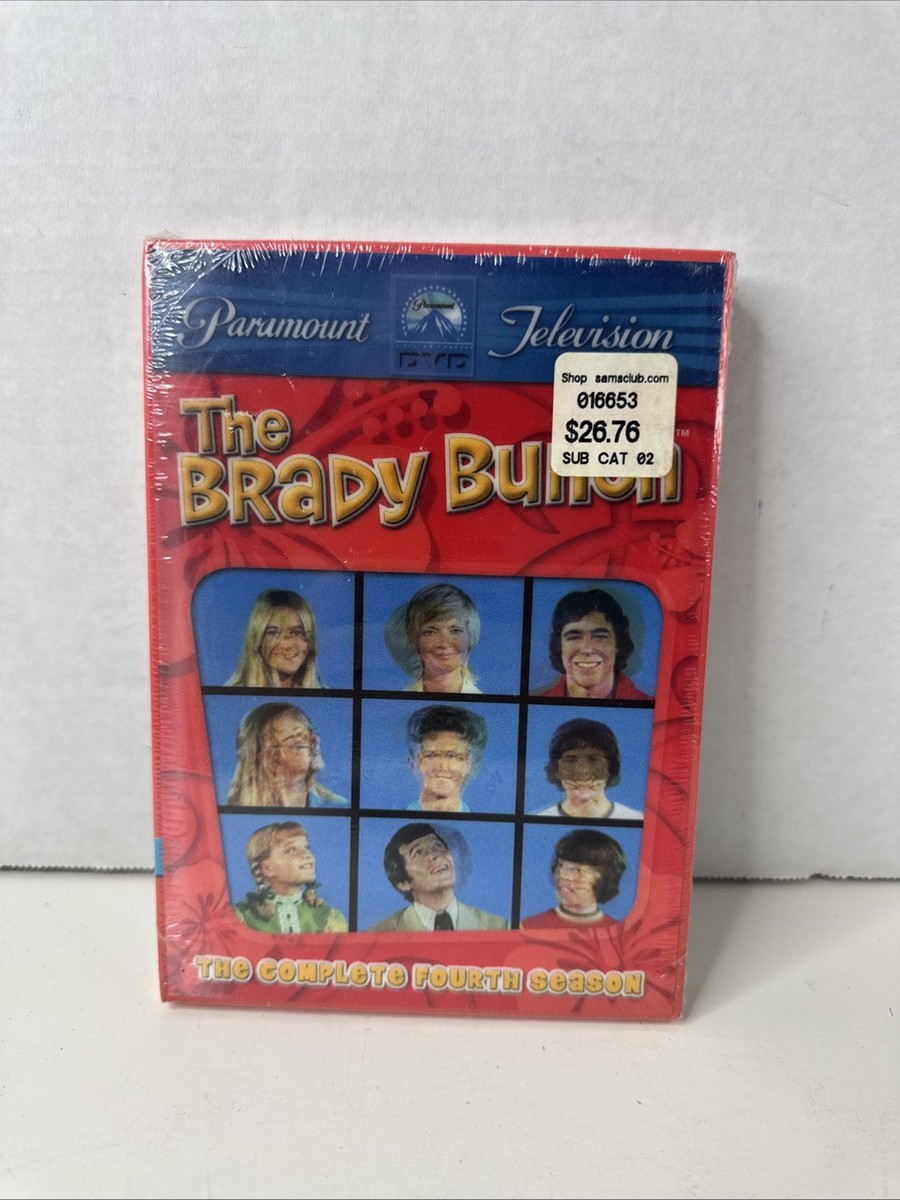 Paramount
Paramount
DVD
Television
Shop samsclub.com
016653
$26.76
SUB CAT 02
The
BRaDy Bunch
TM
THE COMPLETE FOURTH SEASON